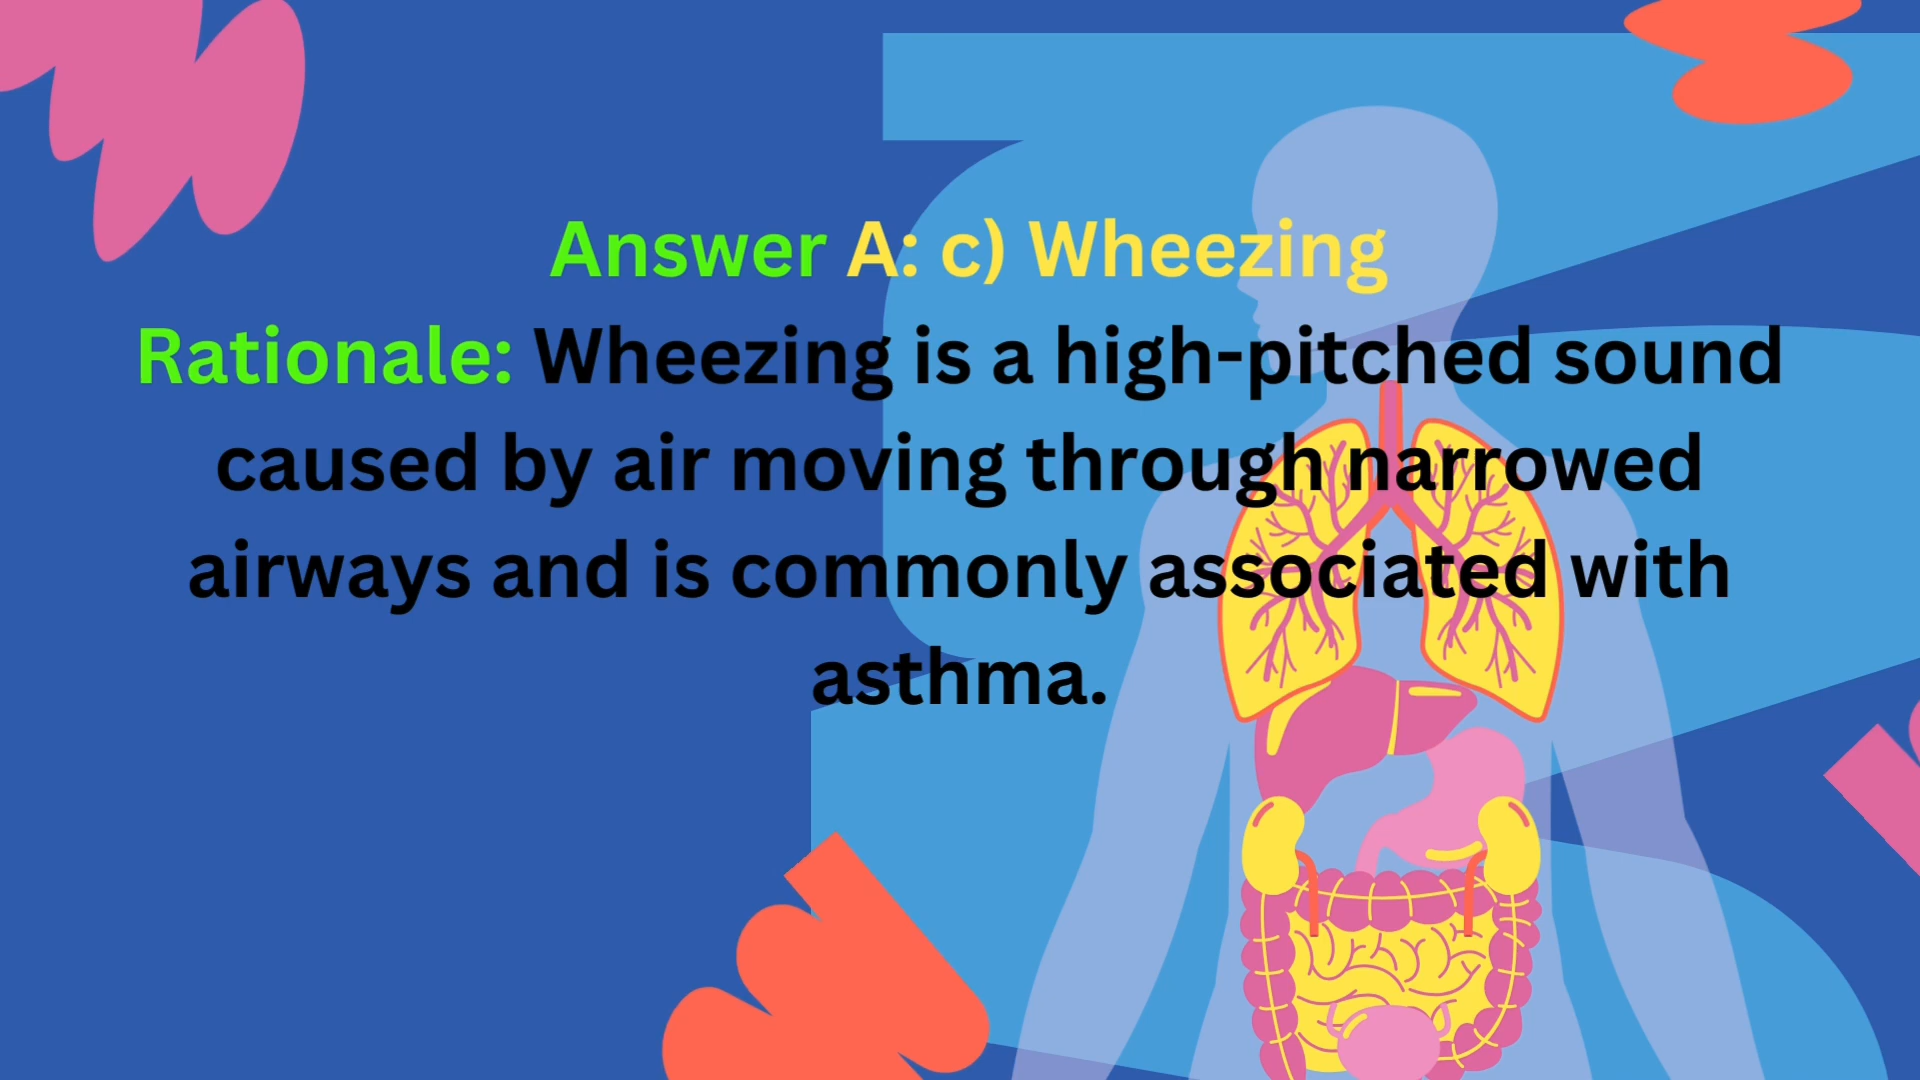 Answer A: c) Wheezing
Rationale: Wheezing is a high-pitched sound
caused by air moving through narrowed
airways and is commonly associated with
asthma.